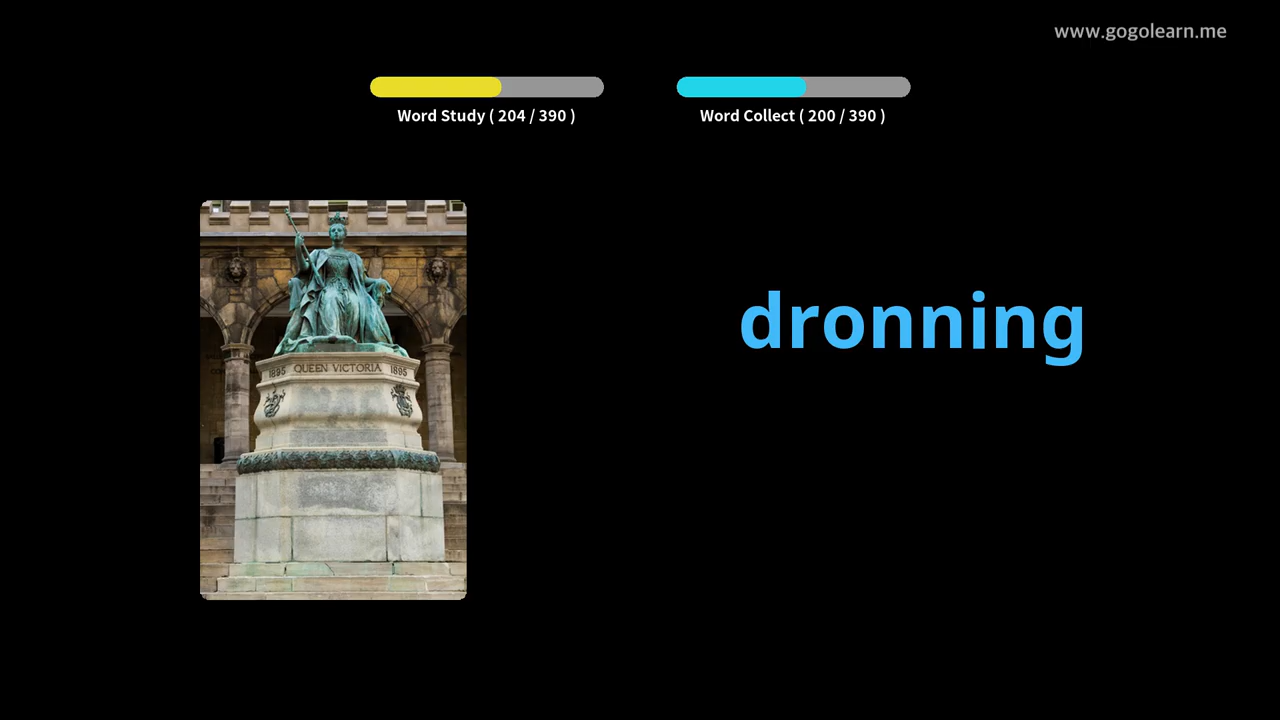 www.gogolearn.me
Word Study ( 204 / 390 )
Word Collect ( 200 / 390 )
dronning
1895 QUEEN VICTORIA 1895